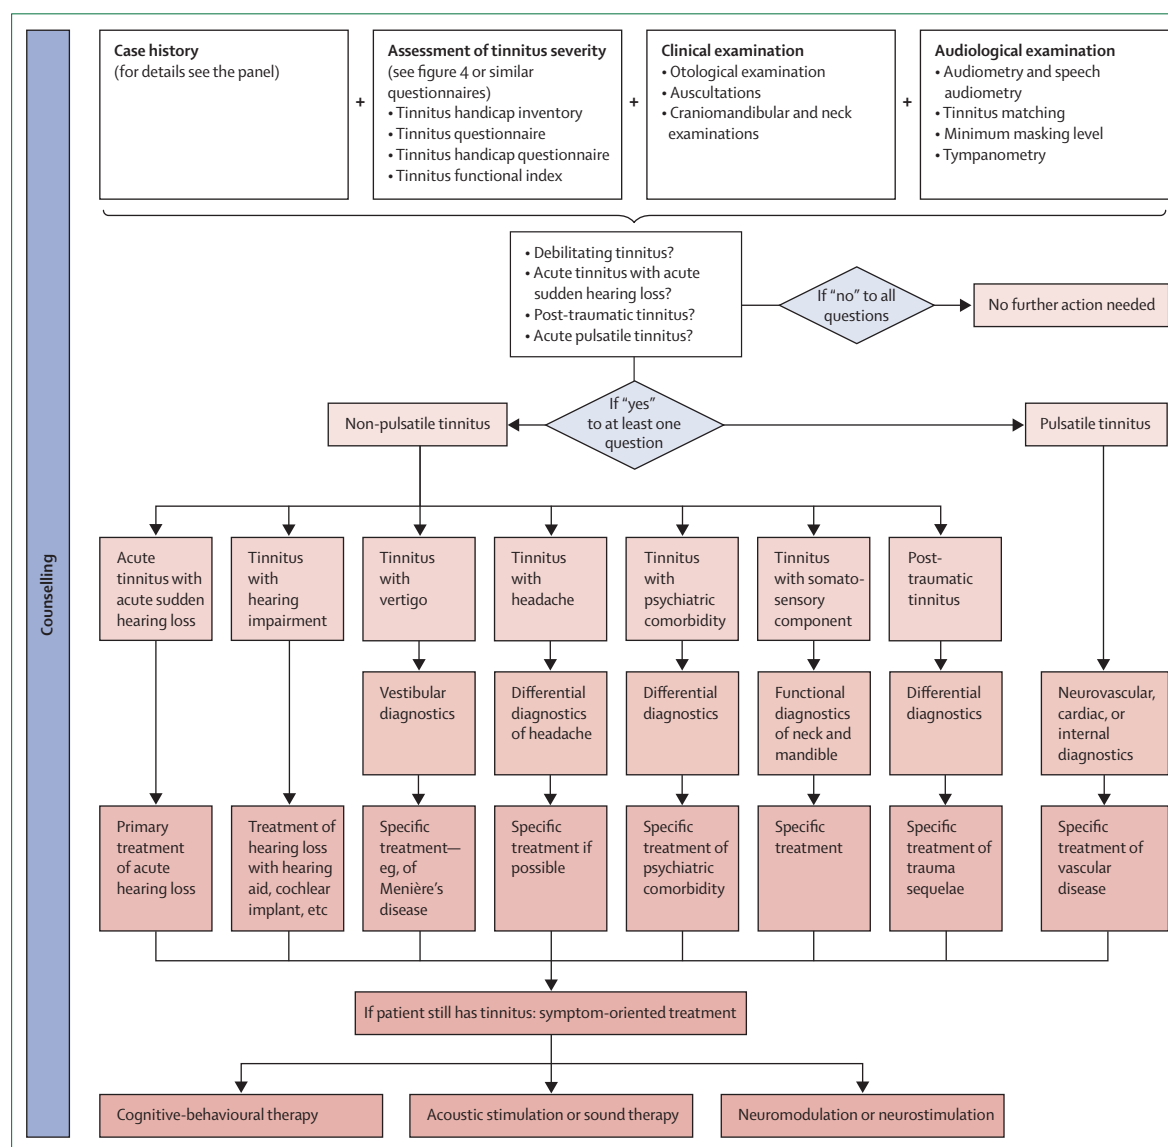 Counselling
Case history
(for details see the panel)
+
Assessment of tinnitus severity
(see figure 4 or similar
questionnaires)
• Tinnitus handicap inventory
• Tinnitus questionnaire
• Tinnitus handicap questionnaire
• Tinnitus functional index
+
Clinical examination
• Otological examination
• Auscultations
• Craniomandibular and neck
examinations
+
Audiological examination
• Audiometry and speech
audiometry
• Tinnitus matching
• Minimum masking level
• Tympanometry
• Debilitating tinnitus?
• Acute tinnitus with acute
sudden hearing loss?
• Post-traumatic tinnitus?
• Acute pulsatile tinnitus?
If “no” to all
questions
No further action needed
If “yes”
to at least one
question
Non-pulsatile tinnitus
Pulsatile tinnitus
Acute
tinnitus with
acute sudden
hearing loss
Tinnitus
with
hearing
impairment
Tinnitus
with
vertigo
Tinnitus
with
headache
Tinnitus
with
psychiatric
comorbidity
Tinnitus
with somato-
sensory
component
Post-
traumatic
tinnitus
Vestibular
diagnostics
Differential
diagnostics
of headache
Differential
diagnostics
Functional
diagnostics
of neck and
mandible
Differential
diagnostics
Neurovascular,
cardiac, or
internal
diagnostics
Primary
treatment
of acute
hearing loss
Treatment of
hearing loss
with hearing
aid, cochlear
implant, etc
Specific
treatment—
eg, of
Menière’s
disease
Specific
treatment if
possible
Specific
treatment of
psychiatric
comorbidity
Specific
treatment
Specific
treatment of
trauma
sequelae
Specific
treatment of
vascular
disease
If patient still has tinnitus: symptom-oriented treatment
Cognitive-behavioural therapy
Acoustic stimulation or sound therapy
Neuromodulation or neurostimulation